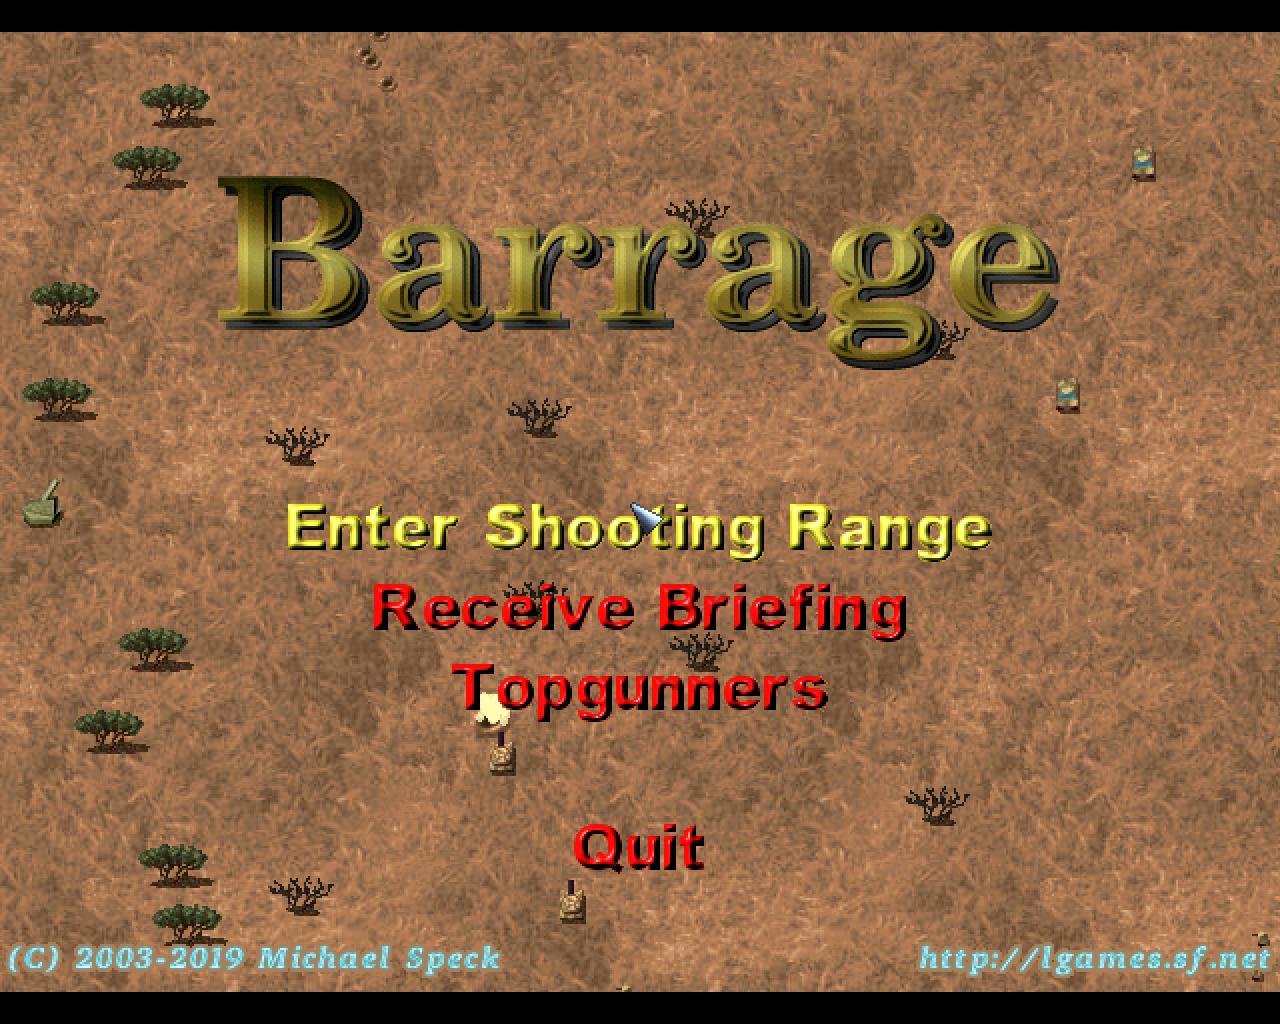 Barrage
Enter Shooting Range
Receive Briefing
Topgunners
Quit
(C) 2003-2019 Michael Speck
http://lgames.sf.net